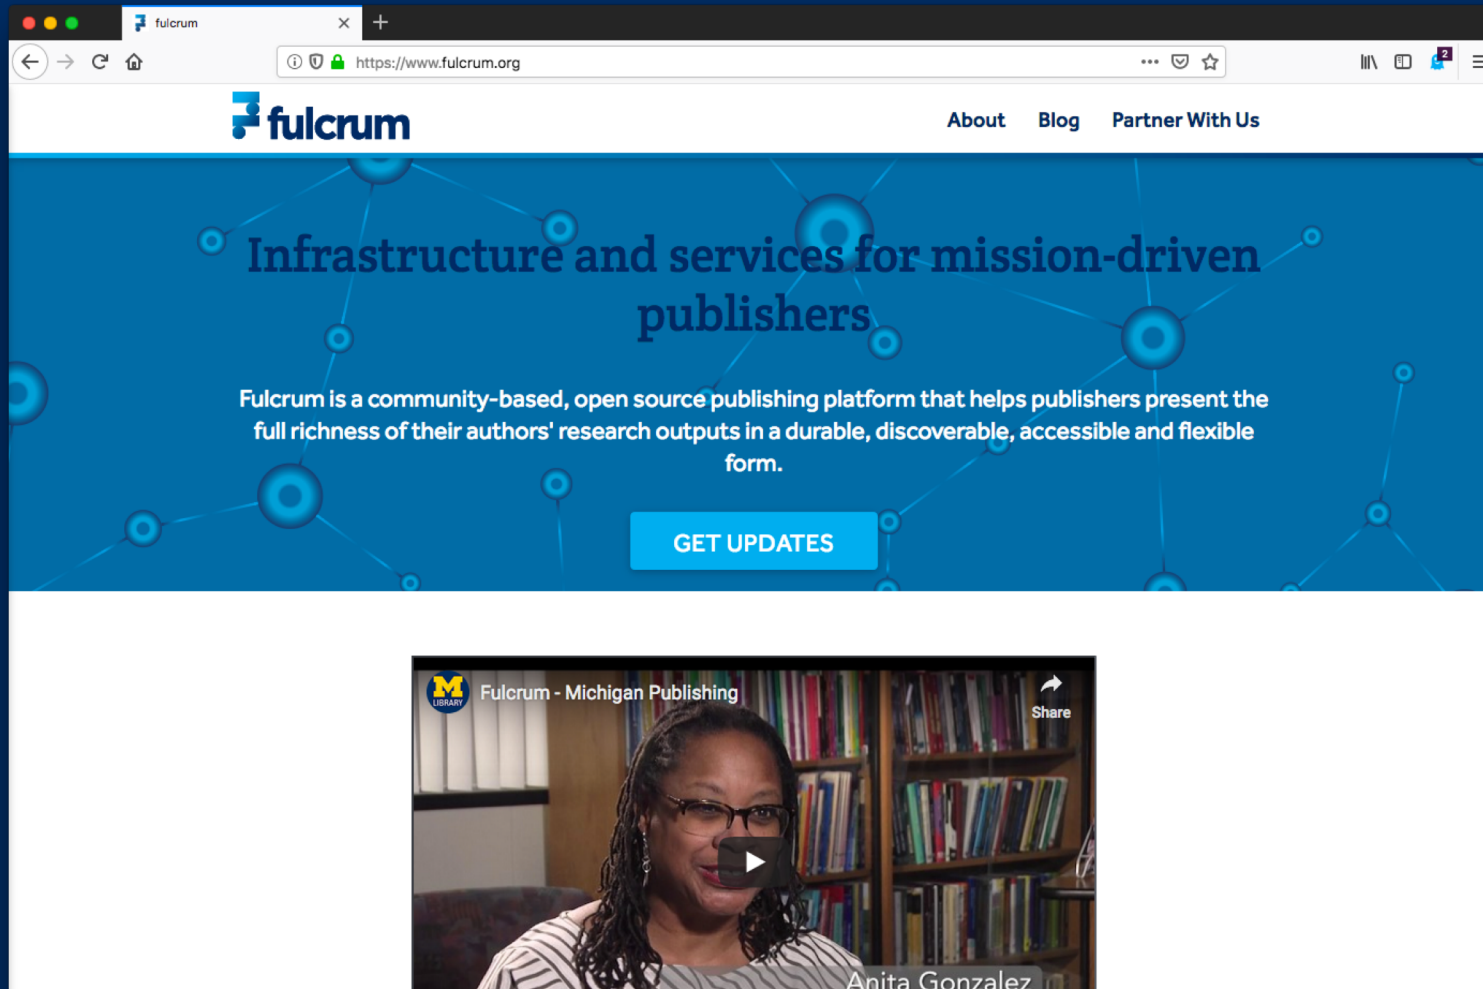 fulcrum
https://www.fulcrum.org
2
fulcrum
About Blog Partner With Us
Infrastructure and services for mission-driven
publishers
Fulcrum is a community-based, open source publishing platform that helps publishers present the
full richness of their authors' research outputs in a durable, discoverable, accessible and flexible
form.
GET UPDATES
M
LIBRARY
Fulcrum - Michigan Publishing
Share
Anita Gonzalez